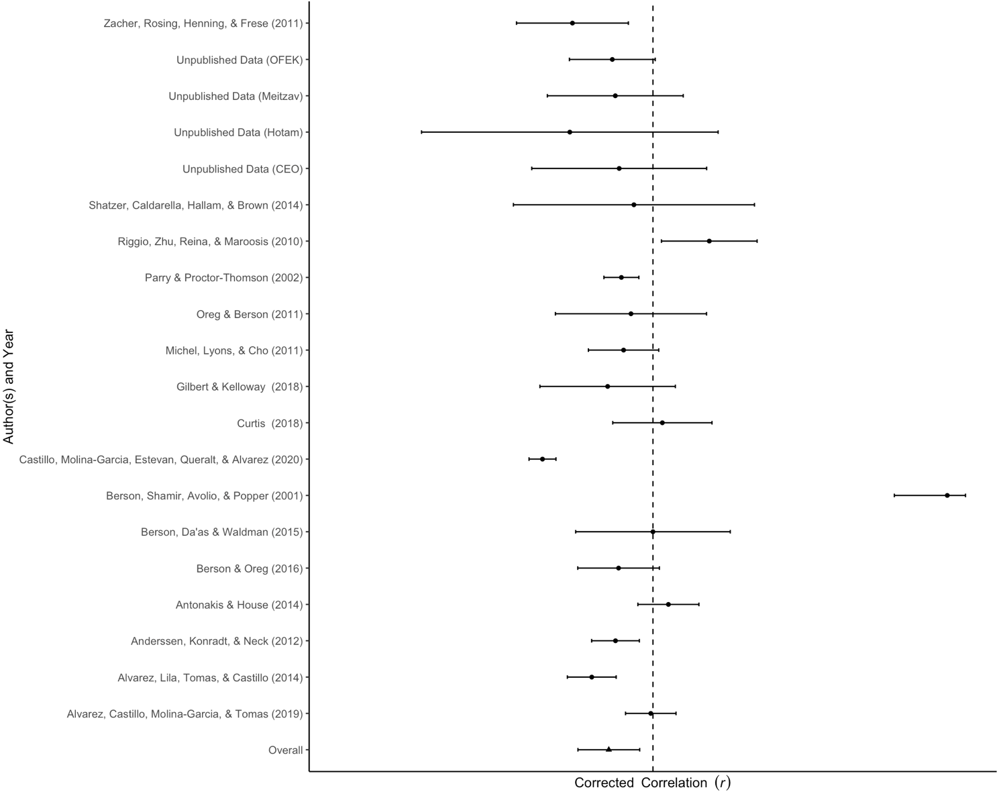 Zacher, Rosing, Henning, & Frese (2011)
Unpublished Data (OFEK)
Unpublished Data (Meitzav)
Unpublished Data (Hotam)
Unpublished Data (CEO)
Shatzer, Caldarella, Hallam, & Brown (2014)
Riggio, Zhu, Reina, & Maroosis (2010)
Parry & Proctor-Thomson (2002)
Oreg & Berson (2011)
Michel, Lyons, & Cho (2011)
Gilbert & Kelloway  (2018)
Curtis  (2018)
Castillo, Molina-Garcia, Estevan, Queralt, & Alvarez (2020)
Berson, Shamir, Avolio, & Popper (2001)
Berson, Da'as & Waldman (2015)
Berson & Oreg (2016)
Antonakis & House (2014)
Anderssen, Konradt, & Neck (2012)
Alvarez, Lila, Tomas, & Castillo (2014)
Alvarez, Castillo, Molina-Garcia, & Tomas (2019)
Overall
Author(s) and Year
Corrected Correlation (r)